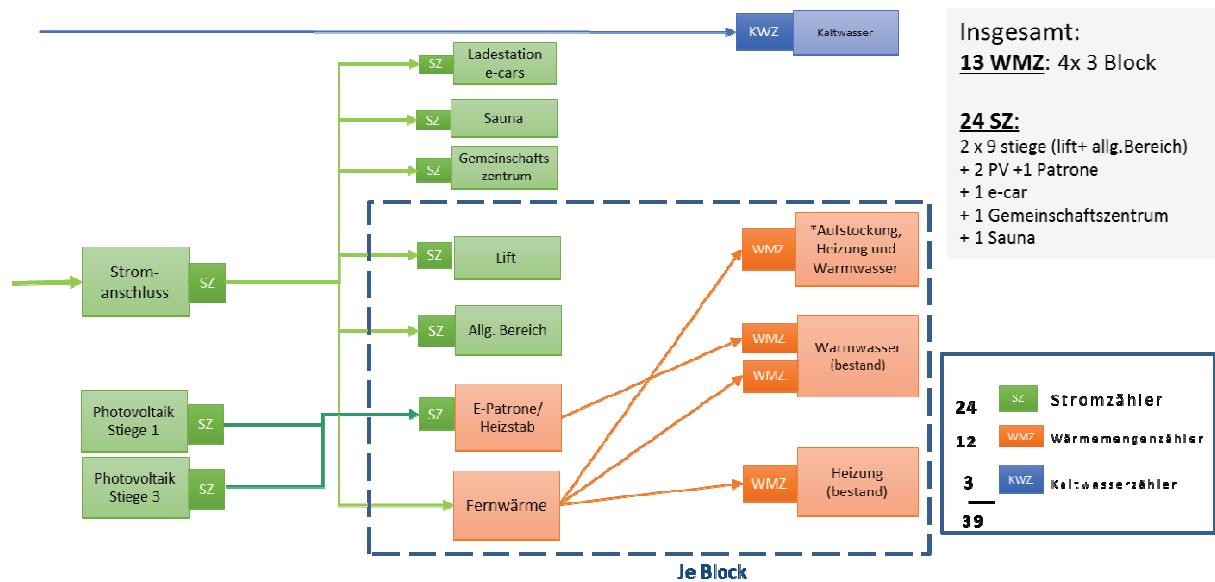 KWZ
Kaltwasser
SZ
Ladestation
e-cars
SZ
Sauna
SZ
Gemeinschafts
zentrum
Insgesamt:
13 WMZ: 4x 3 Block
24 SZ:
2 x 9 stiege (lift+ allg.Bereich)
+ 2 PV +1 Patrone
+ 1 e-car
+ 1 Gemeinschaftszentrum
+ 1 Sauna
Strom-
anschluss
SZ
SZ
Lift
SZ
Allg. Bereich
SZ
E-Patrone/
Heizstab
Fernwärme
Photovoltaik
Stiege 1
SZ
Photovoltaik
Stiege 3
SZ
WMZ
*Aufstockung,
Heizung und
Warmwasser
WMZ
WMZ
Warmwasser
(bestand)
WMZ
Heizung
(bestand)
Je Block
24
SZ
Stromzähler
12
WMZ
Wärmemengenzähler
3
KWZ
Kaltwasserzähler
39